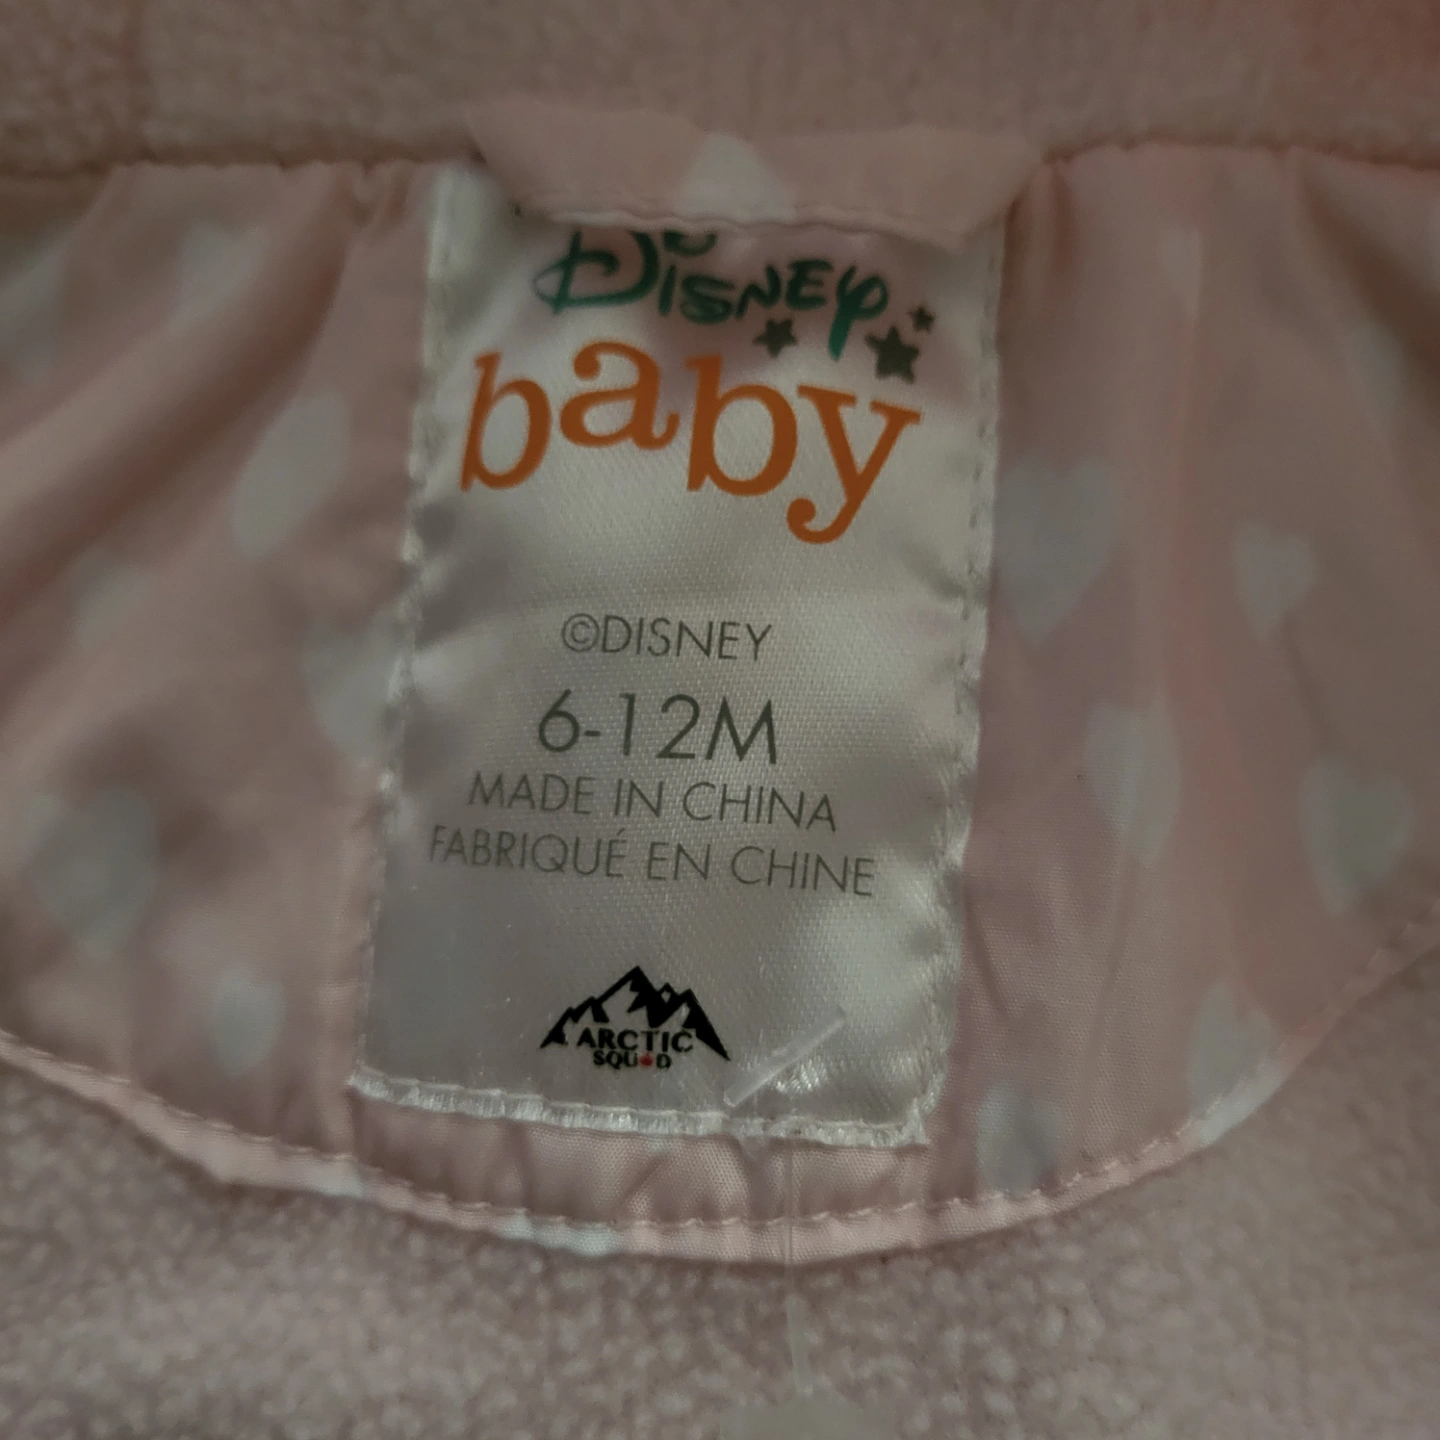 Disney
baby
©DISNEY
6-12M
MADE IN CHINA
FABRIQUÉ EN CHINE
ARCTIC
SQUAD